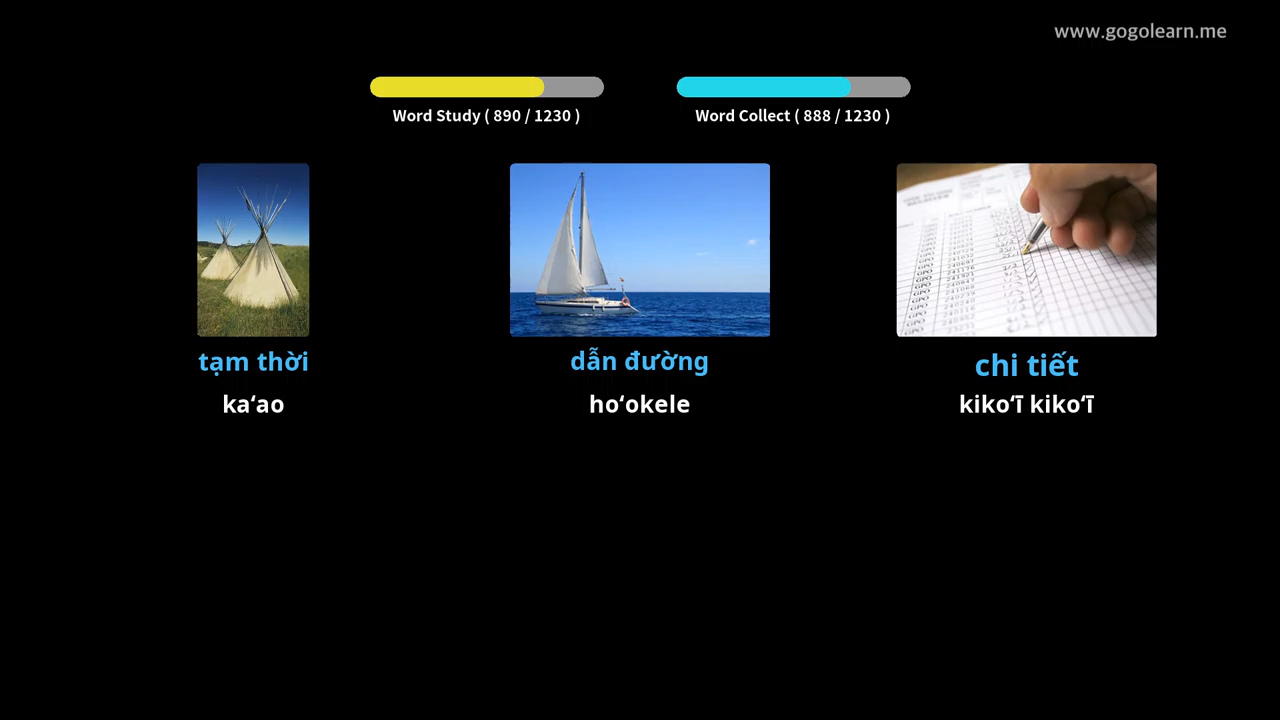 www.gogolearn.me
Word Study ( 890 / 1230 )
Word Collect ( 888 / 1230 )
tạm thời
dẫn đường
chi tiết
kaʻao
hoʻokele
kikoʻī kikoʻī